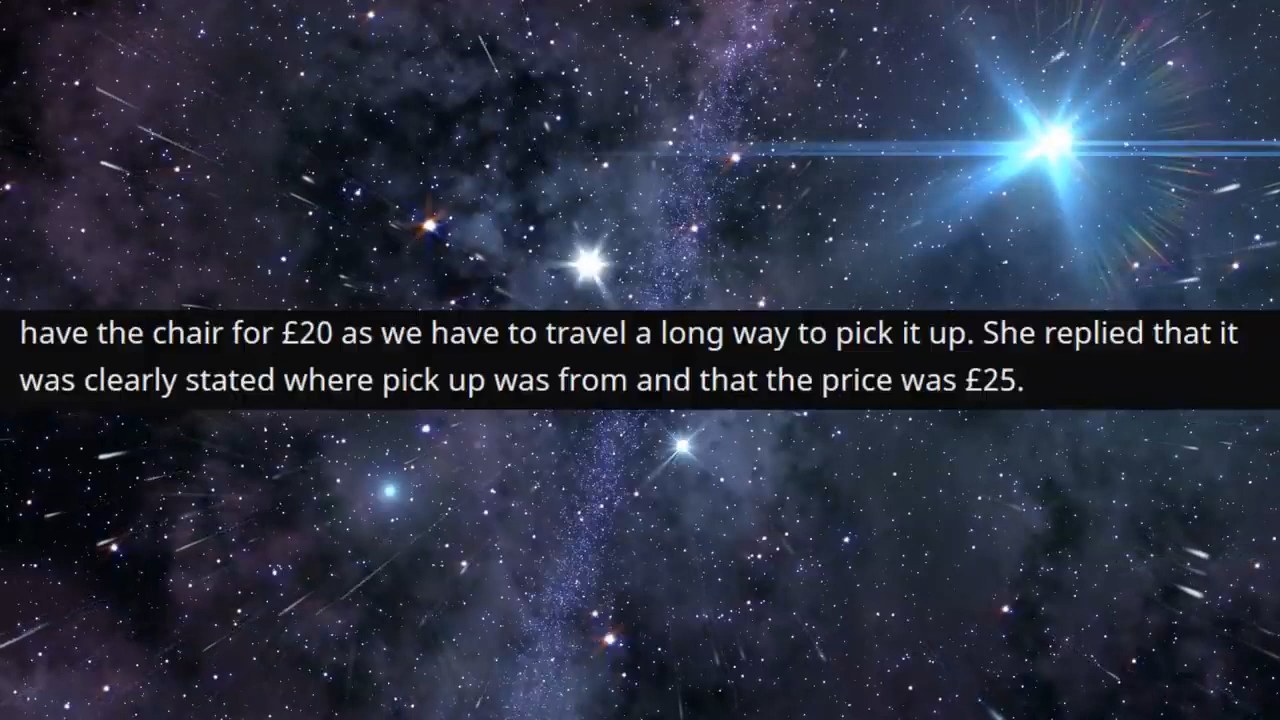 have the chair for £20 as we have to travel a long way to pick it up. She replied that it
was clearly stated where pick up was from and that the price was £25.